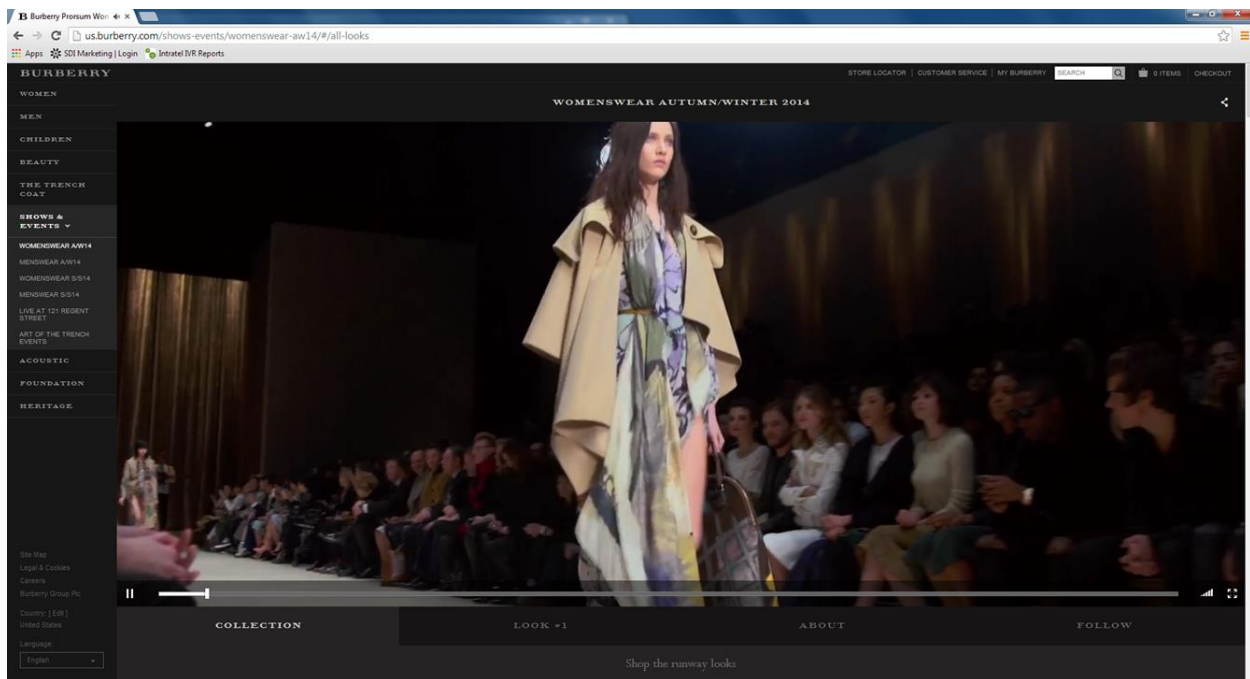 B Burberry Prorsum Wom
us.burberry.com/shows-events/womenswear-aw14/#/all-looks
Apps SDI Marketing | Login Intratel IVR Reports
BURBERRY
STORE LOCATOR | CUSTOMER SERVICE | MY BURBERRY SEARCH 0 ITEMS CHECKOUT
WOMENSWEAR AUTUMN/WINTER 2014
WOMEN
MEN
CHILDREN
BEAUTY
THE TRENCH
COAT
SHOWS &
EVENTS
WOMENSWEAR A/W14
MENSWEAR A/W14
WOMENSWEAR S/S14
MENSWEAR S/S14
LIVE AT 121 REGENT
STREET
ART OF THE TRENCH
EVENTS
ACOUSTIC
FOUNDATION
HERITAGE
Site Map
Legal & Cookies
Careers
Burberry Group Plc
Country: [ Edit ]
United States
Language:
English
COLLECTION LOOK #1 ABOUT FOLLOW
Shop the runway looks